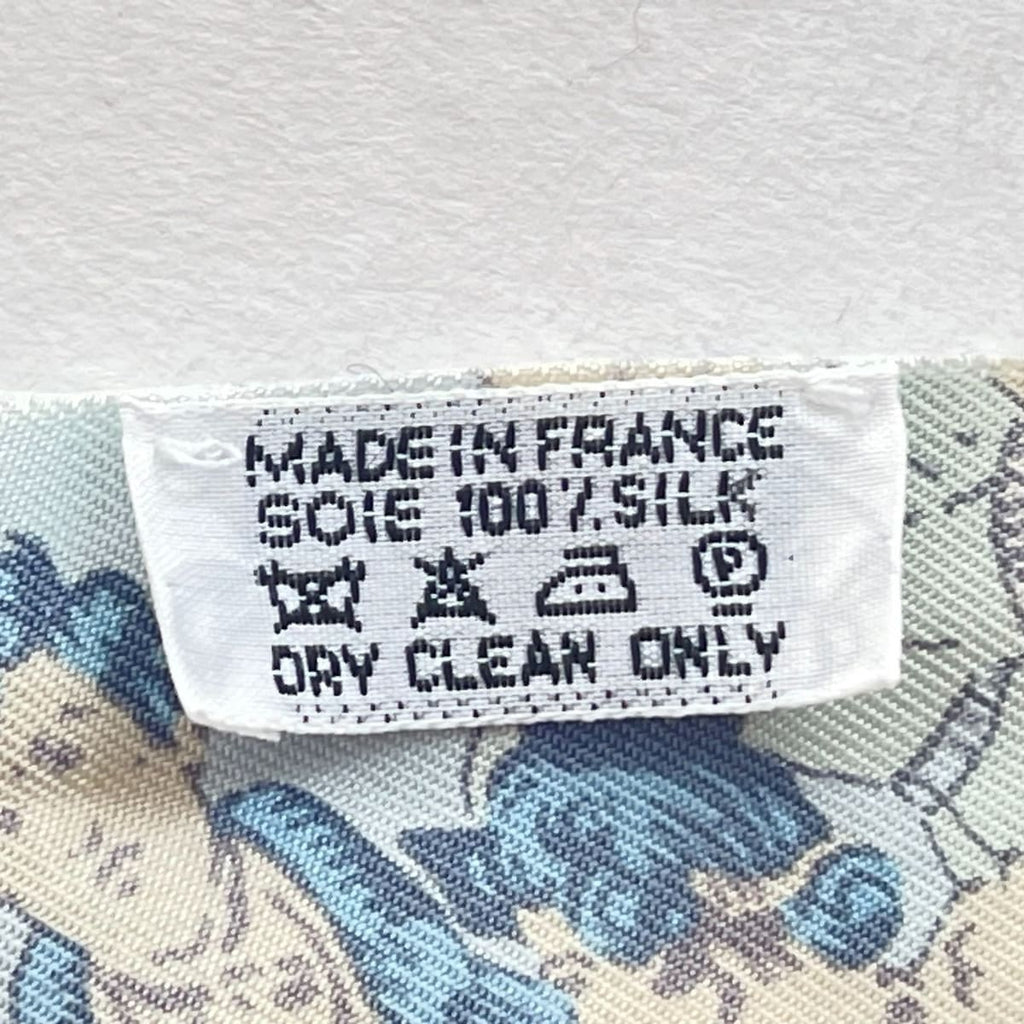 MADE IN FRANCE
SOIE 100% SILK
P
DRY CLEAN ONLY